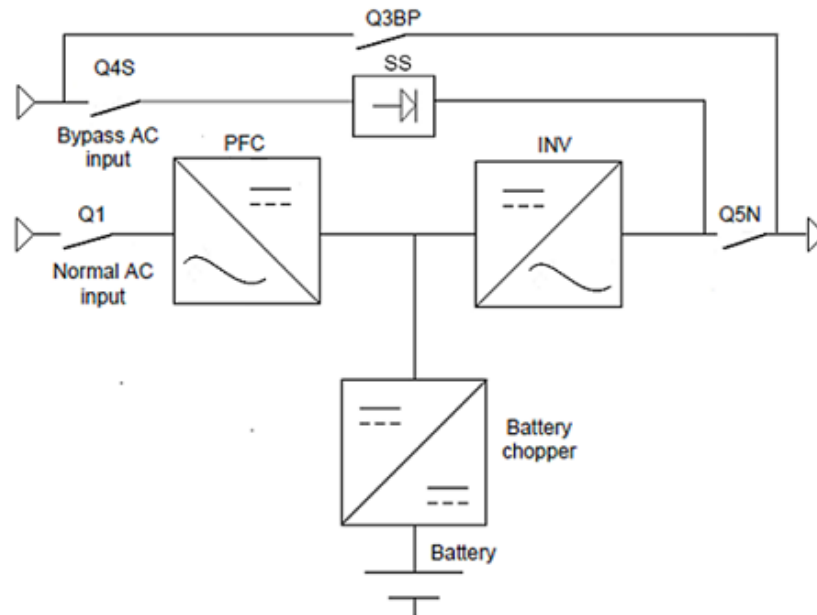 Q3BP
Q4S
SS
Bypass AC
input
PFC
INV
Q1
Q5N
Normal AC
input
Battery
chopper
Battery